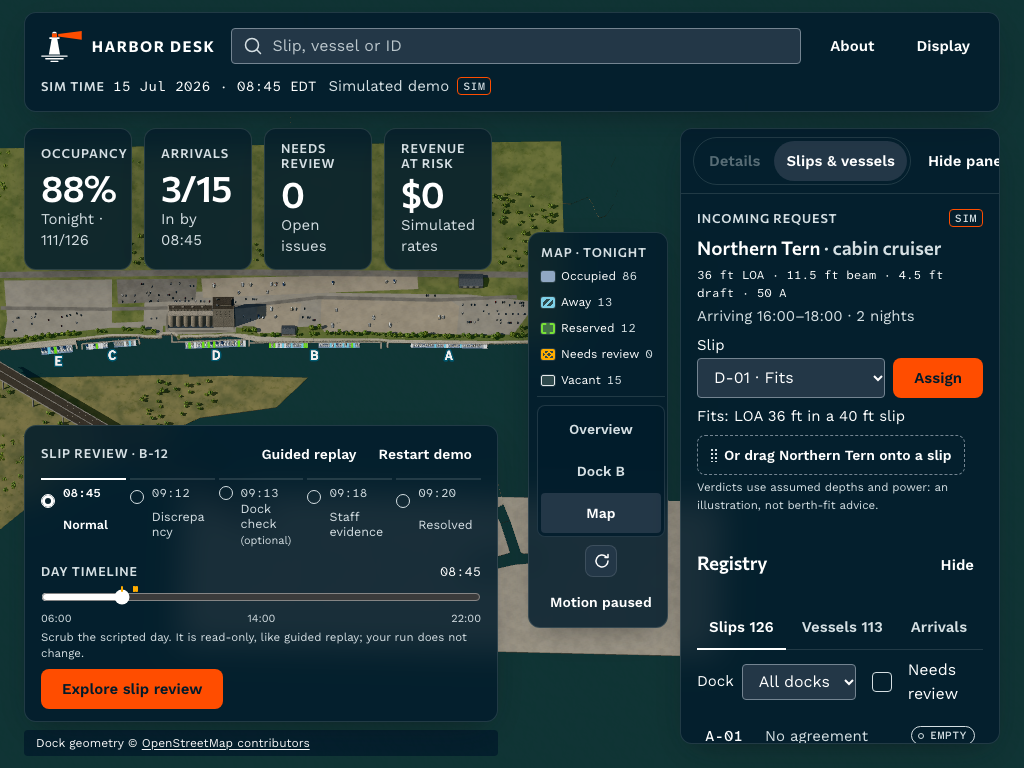 HARBOR DESK
Slip, vessel or ID
About
Display
SIM TIME 15 Jul 2026 · 08:45 EDT Simulated demo SIM
OCCUPANCY
88%
Tonight ·
111/126
ARRIVALS
3/15
In by
08:45
NEEDS
REVIEW
0
Open
issues
REVENUE
AT RISK
$0
Simulated
rates
E
C
D
B
A
MAP · TONIGHT
Occupied 86
Away 13
Reserved 12
Needs review 0
Vacant 15
Overview
Dock B
Map
Motion paused
SLIP REVIEW · B-12
Guided replay
Restart demo
08:45
Normal
09:12
Discrepa
ncy
09:13
Dock
check
(optional)
09:18
Staff
evidence
09:20
Resolved
DAY TIMELINE
08:45
06:00
14:00
22:00
Scrub the scripted day. It is read-only, like guided replay; your run does not
change.
Explore slip review
Dock geometry © OpenStreetMap contributors
Details
Slips & vessels
Hide pane
INCOMING REQUEST
SIM
Northern Tern · cabin cruiser
36 ft LOA · 11.5 ft beam · 4.5 ft
draft · 50 A
Arriving 16:00–18:00 · 2 nights
Slip
D-01 · Fits
Assign
Fits: LOA 36 ft in a 40 ft slip
Or drag Northern Tern onto a slip
Verdicts use assumed depths and power: an
illustration, not berth-fit advice.
Registry
Hide
Slips 126
Vessels 113
Arrivals
Dock
All docks
Needs
review
A-01
No agreement
EMPTY